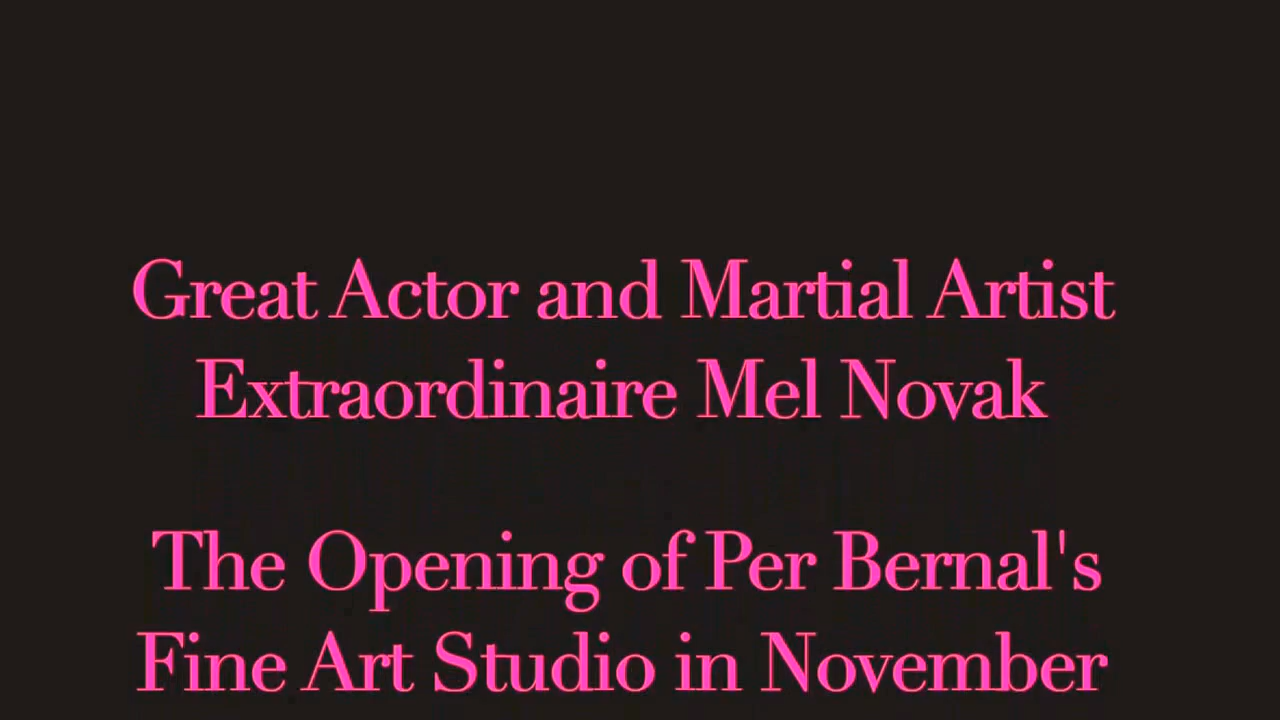 Great Actor and Martial Artist
Extraordinaire Mel Novak
The Opening of Per Bernal's
Fine Art Studio in November